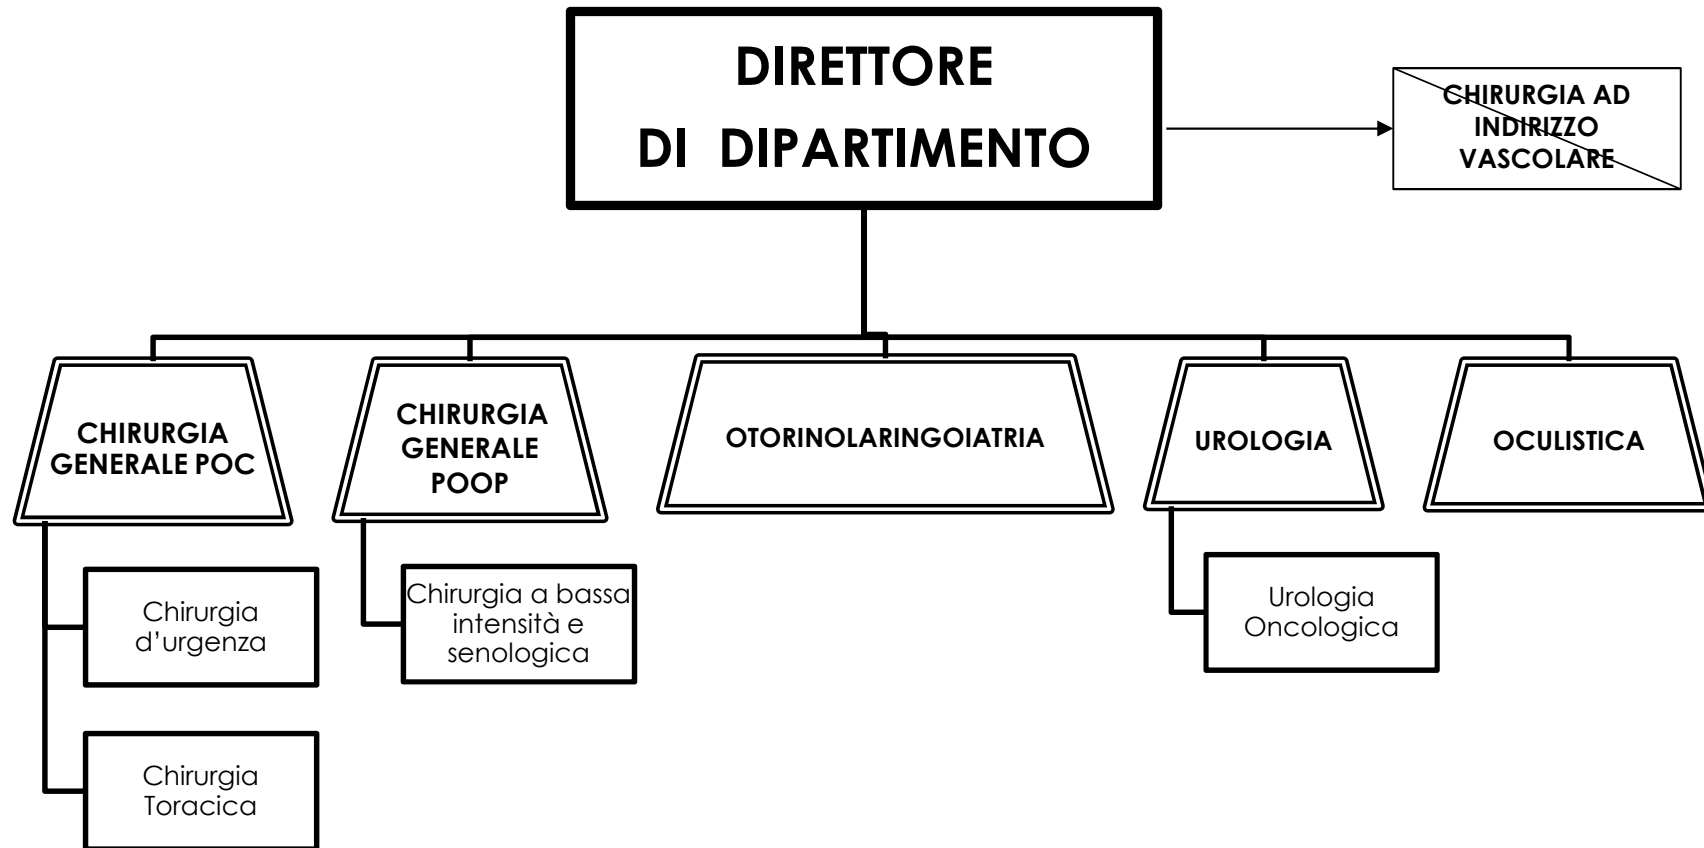 DIRETTORE
DI DIPARTIMENTO
CHIRURGIA AD
INDIRIZZO
VASCOLARE
CHIRURGIA
GENERALE POC
CHIRURGIA
GENERALE
POOP
OTORINOLARINGOIATRIA
UROLOGIA
OCULISTICA
Chirurgia
d’urgenza
Chirurgia a bassa
intensità e
senologica
Urologia
Oncologica
Chirurgia
Toracica